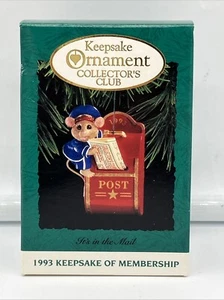 Keepsake
Ornament
COLLECTOR'S
CLUB
POST
It's in the Mail
1993 KEEPSAKE OF MEMBERSHIP